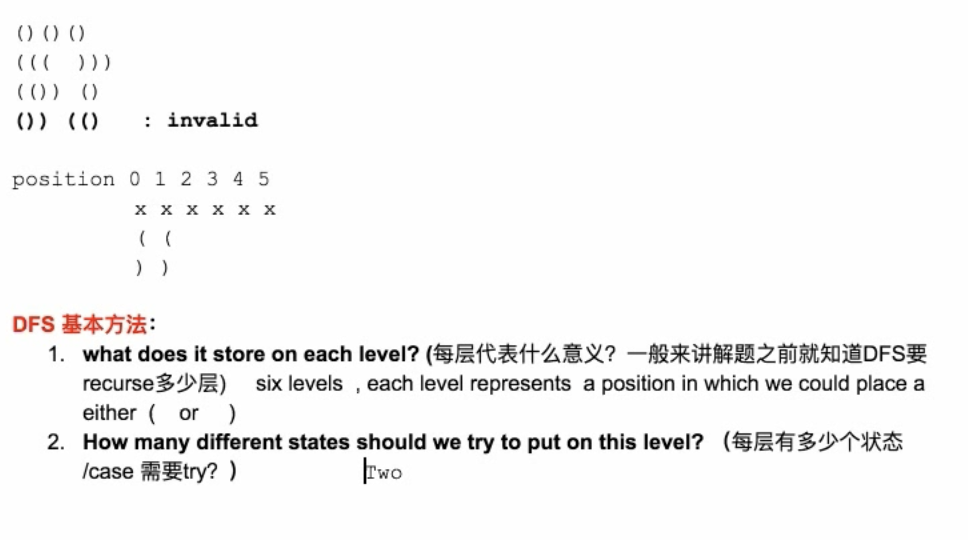 () () ()
((( )))
(()) ()
()) (() : invalid
position 0 1 2 3 4 5
x x x x x x
( (
) )
DFS 基本方法:
1. what does it store on each level? (每层代表什么意义? 一般来讲解题之前就知道DFS要
recurse多少层) six levels , each level represents a position in which we could place a
either ( or )
2. How many different states should we try to put on this level? (每层有多少个状态
/case 需要try? ) Two